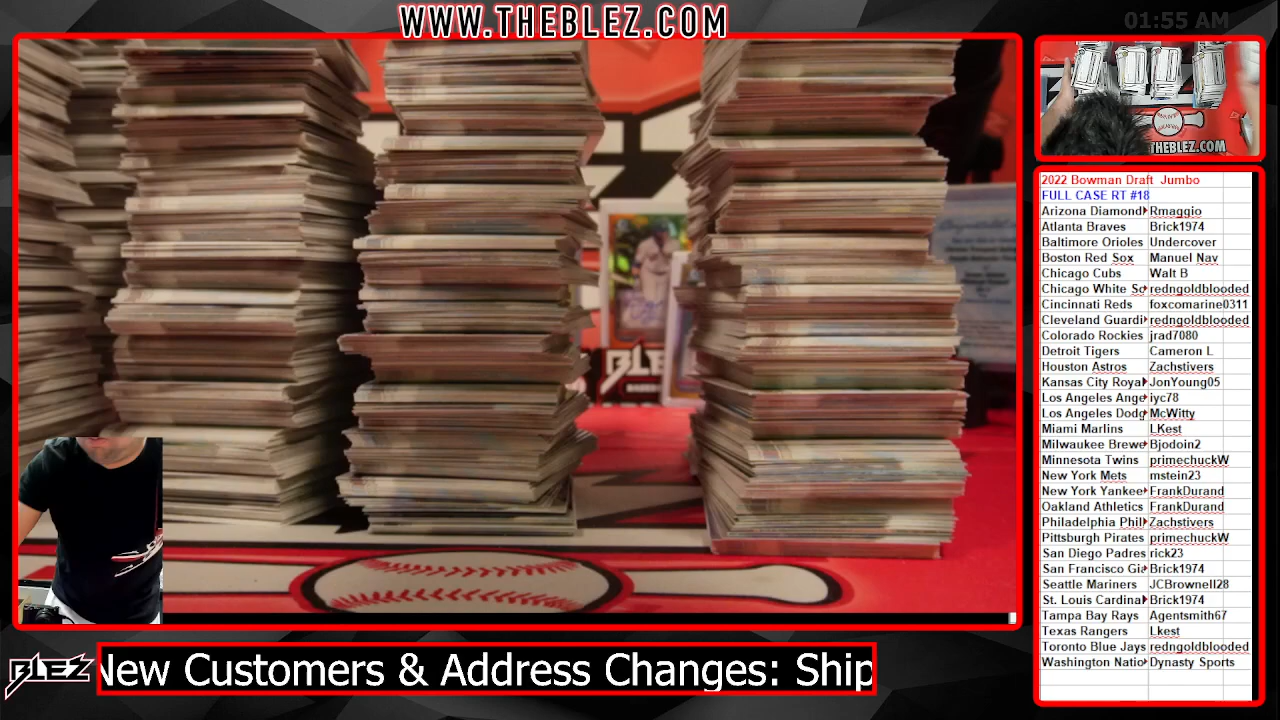 WWW.THEBLEZ.COM
01:55 AM
THEBLEZ.COM
2022 Bowman Draft Jumbo
FULL CASE RT #18
Arizona Diamond Rmaggio
Atlanta Braves Brick1974
Baltimore Orioles Undercover
Boston Red Sox Manuel Nav
Chicago Cubs Walt B
Chicago White So redngoldblooded
Cincinnati Reds foxcomarine0311
Cleveland Guardi redngoldblooded
Colorado Rockies jrad7080
Detroit Tigers Cameron L
Houston Astros Zachstivers
Kansas City Roya JonYoung05
Los Angeles Ange iyc78
Los Angeles Dodg McWitty
Miami Marlins LKest
Milwaukee Brewe Bjodoin2
Minnesota Twins primechuckW
New York Mets mstein23
New York Yankee FrankDurand
Oakland Athletics FrankDurand
Philadelphia Phil Zachstivers
Pittsburgh Pirates primechuckW
San Diego Padres rick23
San Francisco Gia Brick1974
Seattle Mariners JCBrownell28
St. Louis Cardina Brick1974
Tampa Bay Rays Agentsmith67
Texas Rangers Lkest
Toronto Blue Jays redngoldblooded
Washington Natio Dynasty Sports
BLEZ
BLEZ
New Customers & Address Changes: Ship